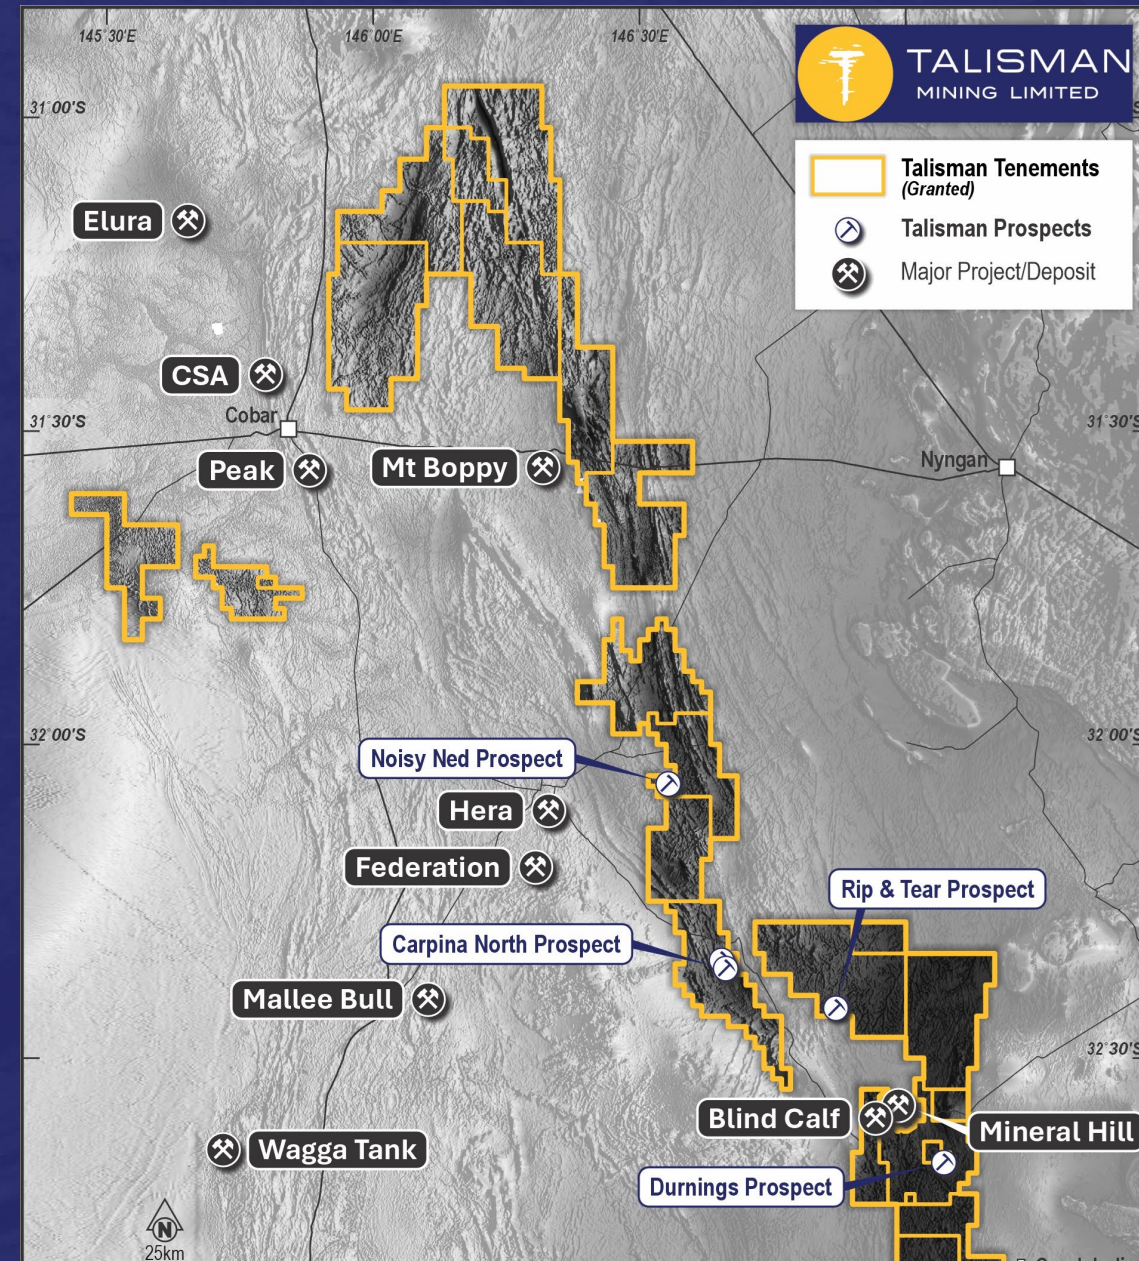 145˚30'E
146˚00'E
146˚30'E
TALISMAN
MINING LIMITED
31˚00'S
Talisman Tenements
(Granted)
Talisman Prospects
Major Project/Deposit
Elura
CSA
Cobar
31˚30'S
31˚30'S
Peak
Mt Boppy
Nyngan
32˚00'S
32˚00'S
Noisy Ned Prospect
Hera
Federation
Rip & Tear Prospect
Carpina North Prospect
Mallee Bull
32˚30'S
Blind Calf
Mineral Hill
Wagga Tank
Durnings Prospect
N
25km